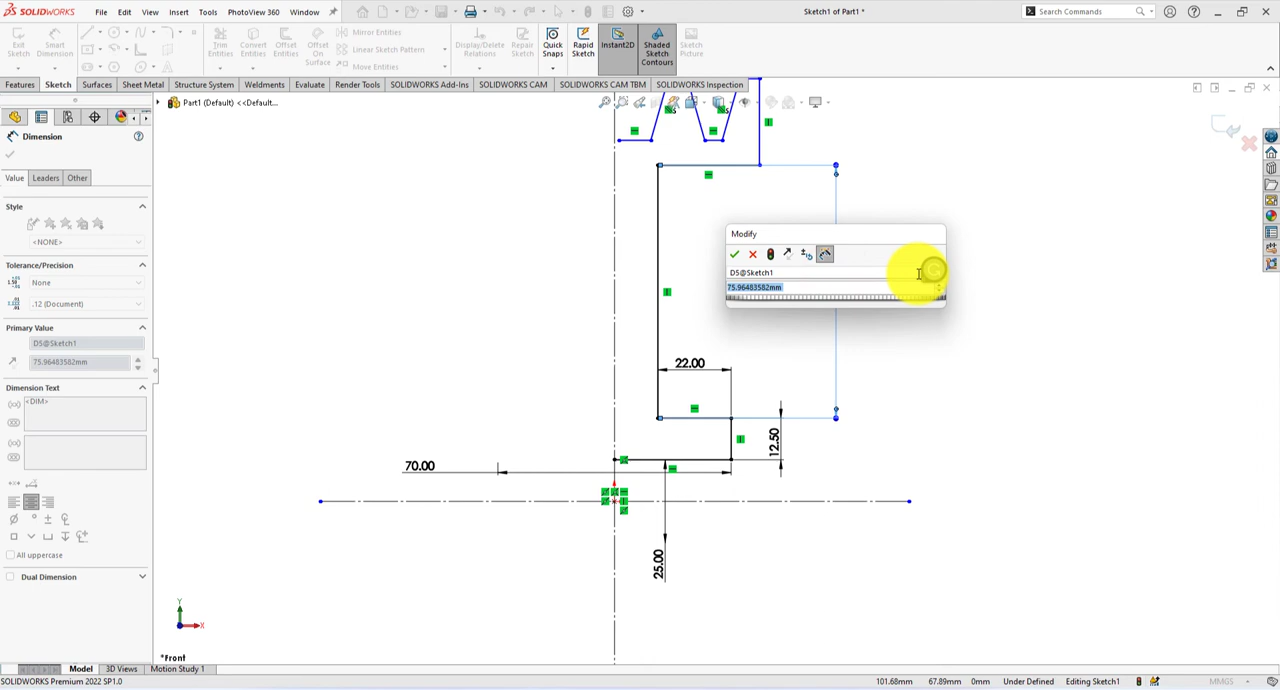 SOLIDWORKS File Edit View Insert Tools PhotoView 360 Window Sketch1 of Part1 * Search Commands
Exit Sketch
Smart Dimension
Trim Entities
Convert Entities
Offset Entities
Offset On Surface
Mirror Entities
Linear Sketch Pattern
Move Entities
Display/Delete Relations
Repair Sketch
Quick Snaps
Rapid Sketch
Instant2D
Shaded Sketch Contours
Sketch Picture
Features Sketch Surfaces Sheet Metal Structure System Weldments Evaluate Render Tools SOLIDWORKS Add-Ins SOLIDWORKS CAM SOLIDWORKS CAM TBM SOLIDWORKS Inspection
Part1 (Default) <<Default...
Dimension
Value Leaders Other
Style
<NONE>
Tolerance/Precision
None
.12 (Document)
Primary Value
D5@Sketch1
75.96483582mm
Dimension Text
<DIM>
All uppercase
Dual Dimension
Modify
D5@Sketch1
75.96483582mm
22.00
12.50
70.00
25.00
Y
X
*Front
Model 3D Views Motion Study 1
SOLIDWORKS Premium 2022 SP1.0 101.68mm 67.89mm 0mm Under Defined Editing Sketch1 MMGS